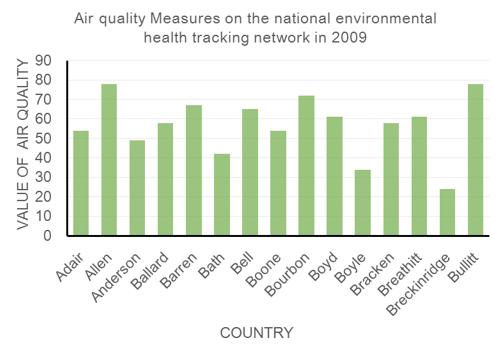 Air quality Measures on the national environmental
health tracking network in 2009
VALUE OF AIR QUALITY
90
80
70
60
50
40
30
20
10
0
Adair
Allen
Anderson
Ballard
Barren
Bath
Bell
Boone
Bourbon
Boyd
Boyle
Bracken
Breathitt
Breckinridge
Bullitt
COUNTRY